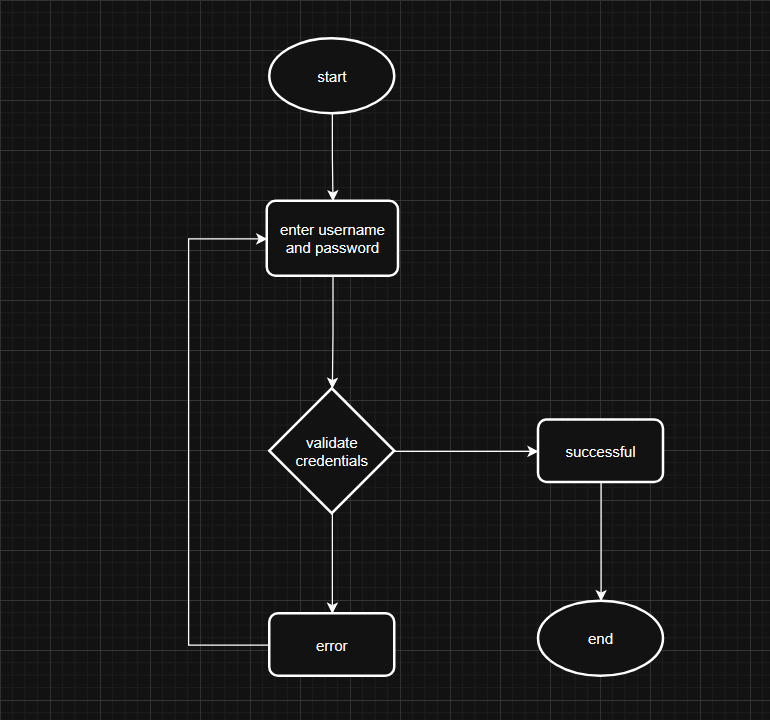 start
enter username
and password
validate
credentials
successful
error
end